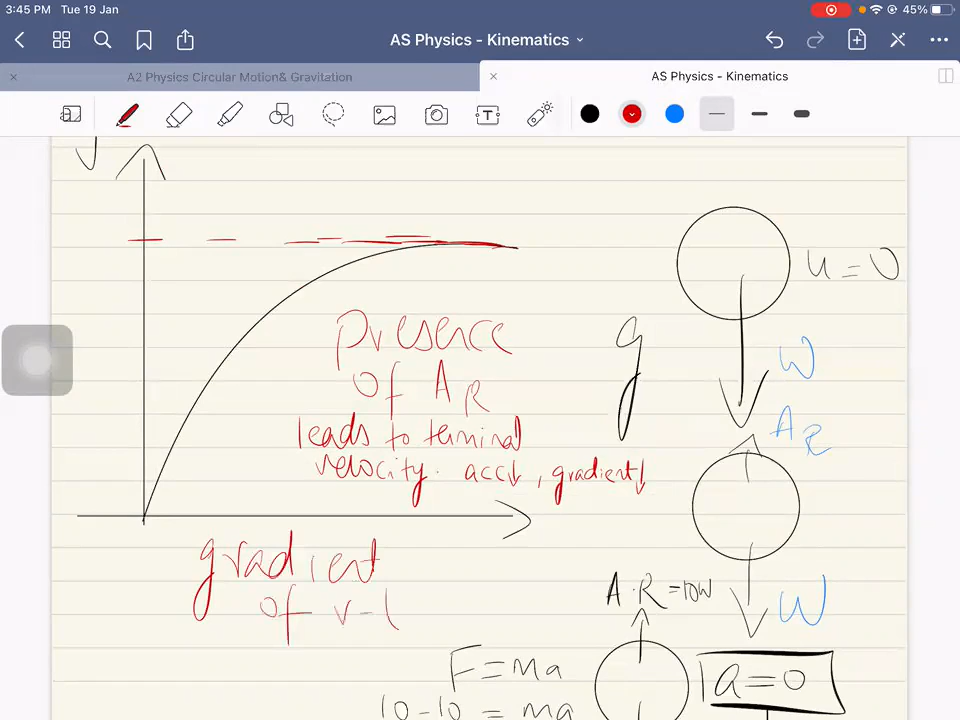 3:45 PM Tue 19 Jan
45%
AS Physics - Kinematics
A2 Physics Circular Motion& Gravitation
AS Physics - Kinematics
T
V
u = 0
presence
of AR
leads to terminal
velocity. acc↓, gradient↓
g
W
AR
W
gradient
of v-t
A.R = 10N
F = ma
a = 0
10 - 10 = ma